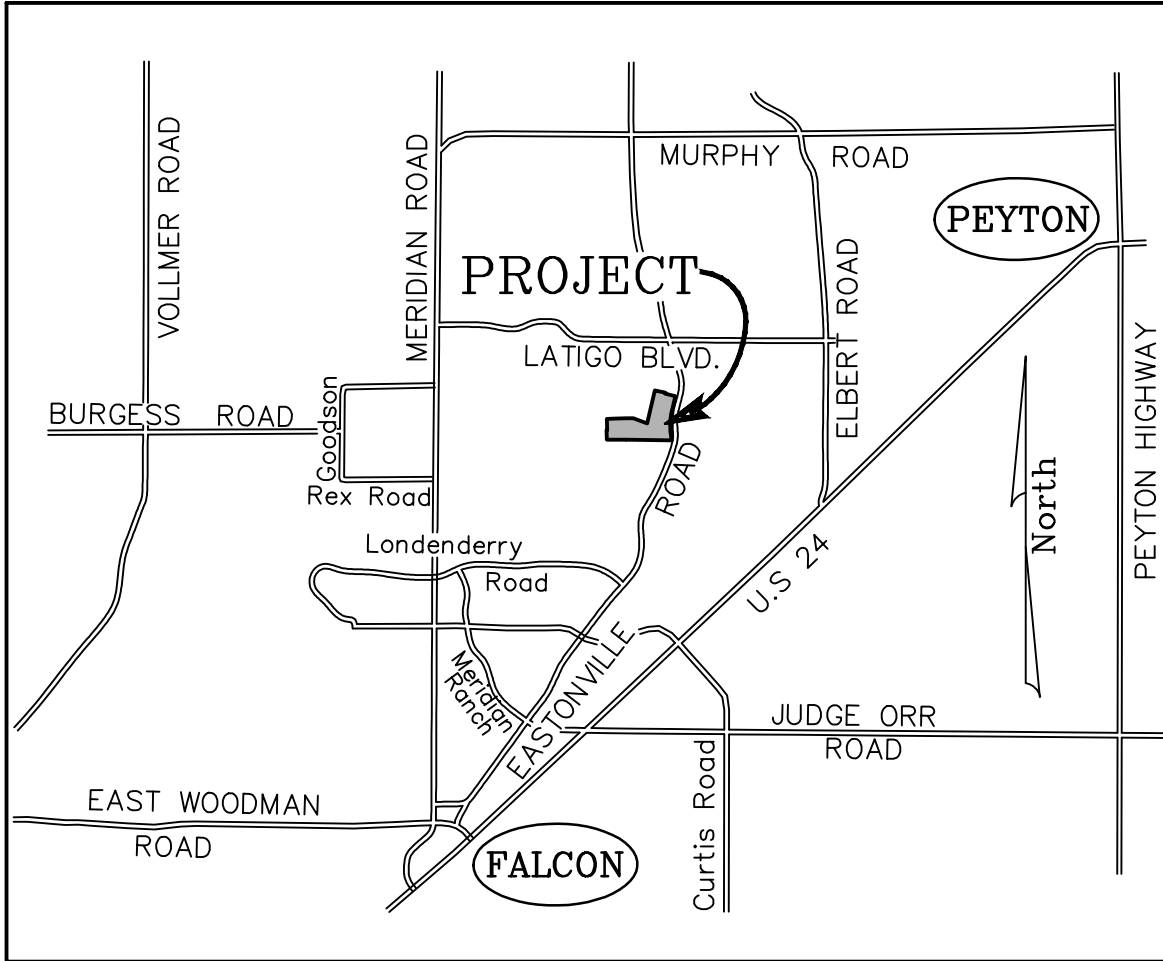 VOLLMER ROAD
MERIDIAN ROAD
MURPHY ROAD
PEYTON
PROJECT
ELBERT ROAD
LATIGO BLVD.
PEYTON HIGHWAY
BURGESS ROAD
Goodson
Rex Road
ROAD
North
Londenderry
Road
U.S 24
EASTONVILLE
Meridian
Ranch
JUDGE ORR
ROAD
Curtis Road
EAST WOODMAN
ROAD
FALCON